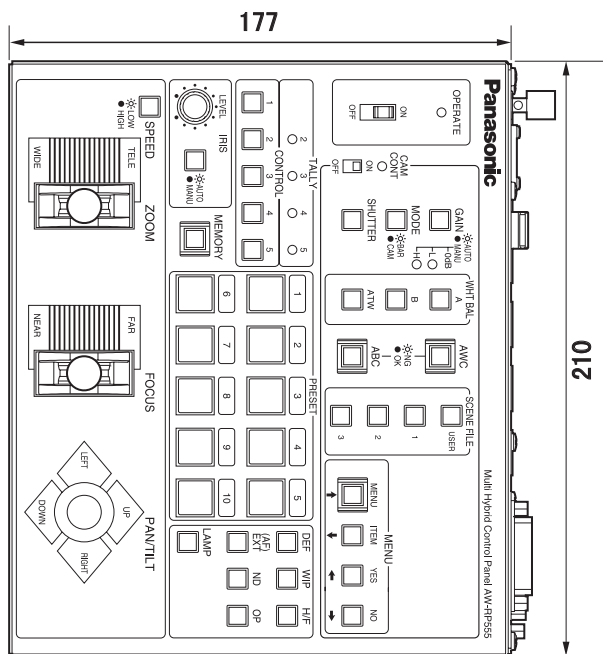 177
210
Panasonic
Multi Hybrid Control Panel AW-RP555
OPERATE
ON
OFF
CAM
CONT
ON
OFF
GAIN
AUTO
MANU
0dB
L
H
MODE
BAR
CAM
SHUTTER
WHT BAL
A
B
ATW
AWC
NG
OK
ABC
SCENE FILE
USER
1
2
3
MENU
MENU
ITEM
YES
NO
TALLY
2
3
4
5
CONTROL
1
2
3
4
5
LEVEL
IRIS
AUTO
MANU
MEMORY
PRESET
1
2
3
4
5
6
7
8
9
10
DEF
WIP
H/F
(AF)
EXT
ND
OP
LAMP
SPEED
LOW
HIGH
ZOOM
TELE
WIDE
FOCUS
FAR
NEAR
PAN/TILT
UP
LEFT
RIGHT
DOWN